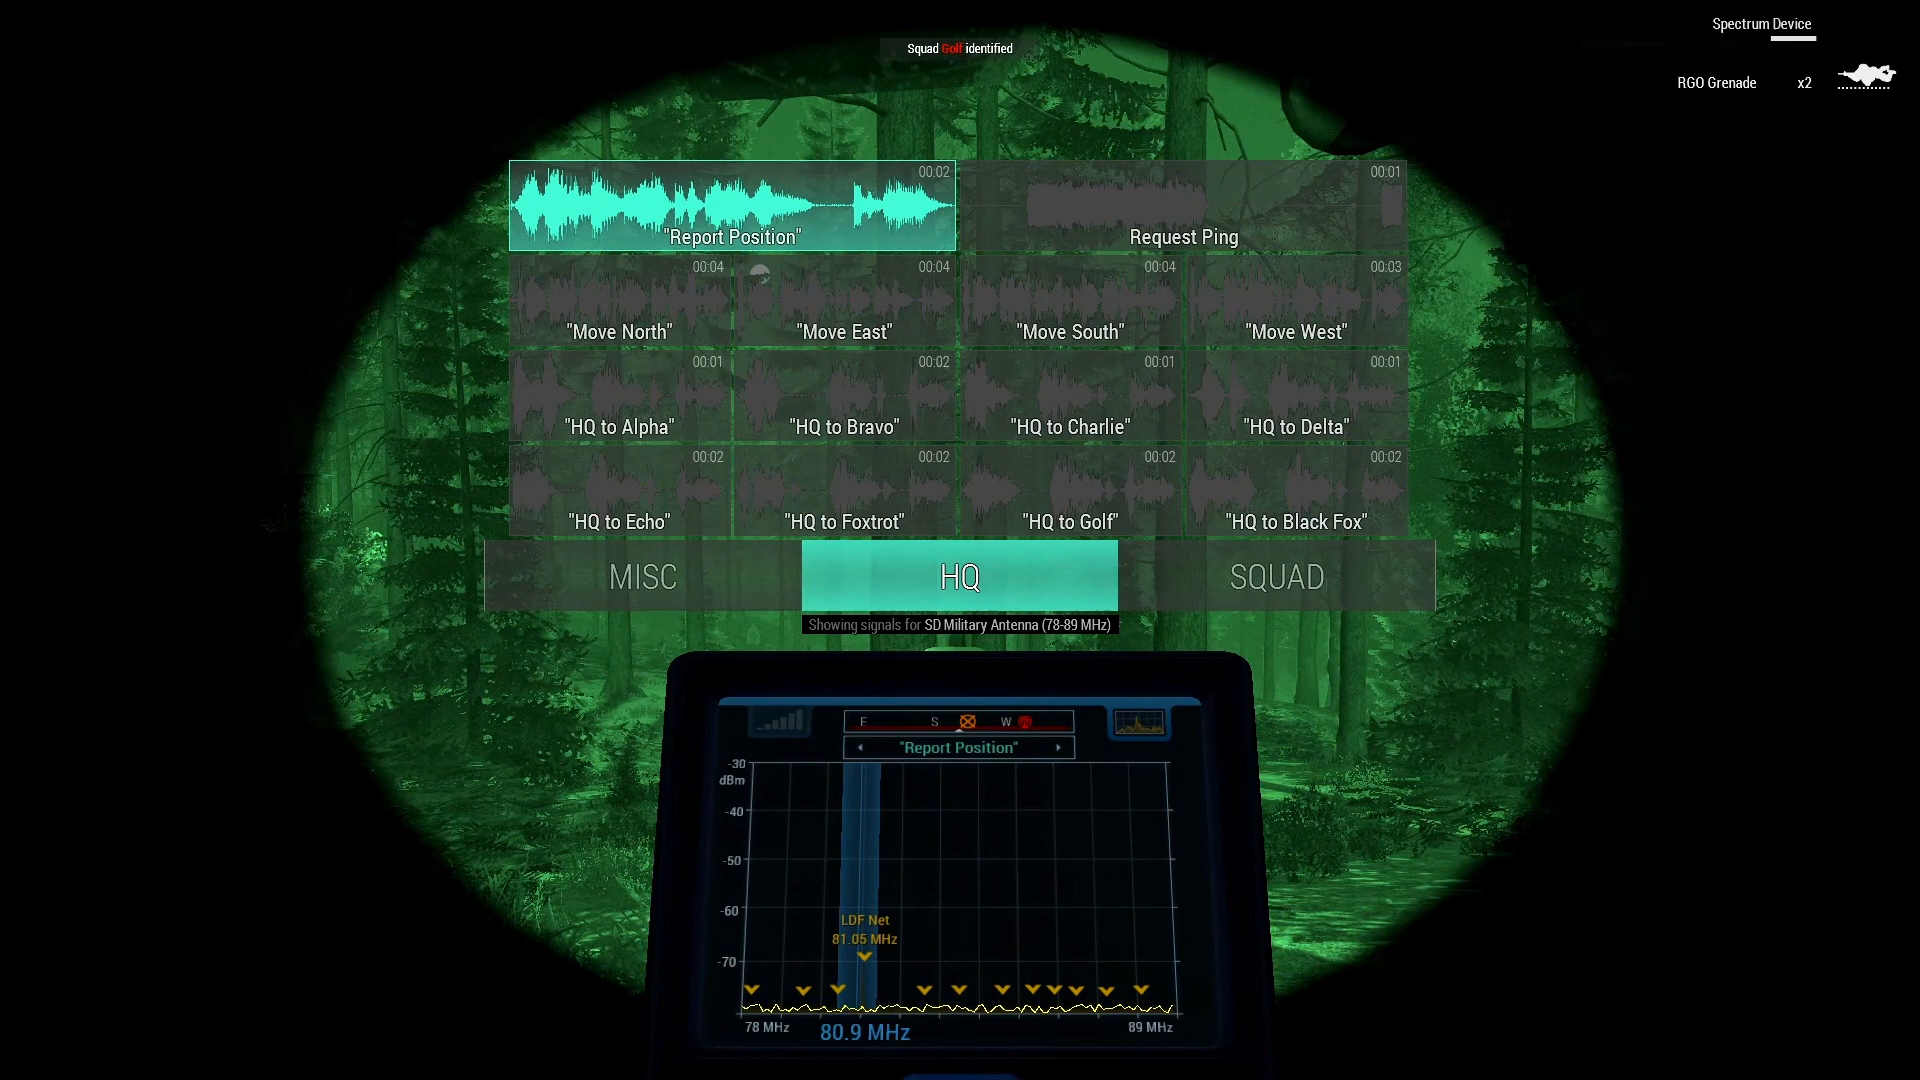 Spectrum Device
Squad Golf identified
RGO Grenade x2
00:02
"Report Position"
00:01
Request Ping
00:04
"Move North"
00:04
"Move East"
00:04
"Move South"
00:03
"Move West"
00:01
"HQ to Alpha"
00:02
"HQ to Bravo"
00:01
"HQ to Charlie"
00:01
"HQ to Delta"
00:02
"HQ to Echo"
00:02
"HQ to Foxtrot"
00:02
"HQ to Golf"
00:02
"HQ to Black Fox"
MISC HQ SQUAD
Showing signals for SD Military Antenna (78-89 MHz)
E S W
"Report Position"
-30
dBm
-40
-50
-60
LDF Net
81.05 MHz
-70
78 MHz 80.9 MHz 89 MHz